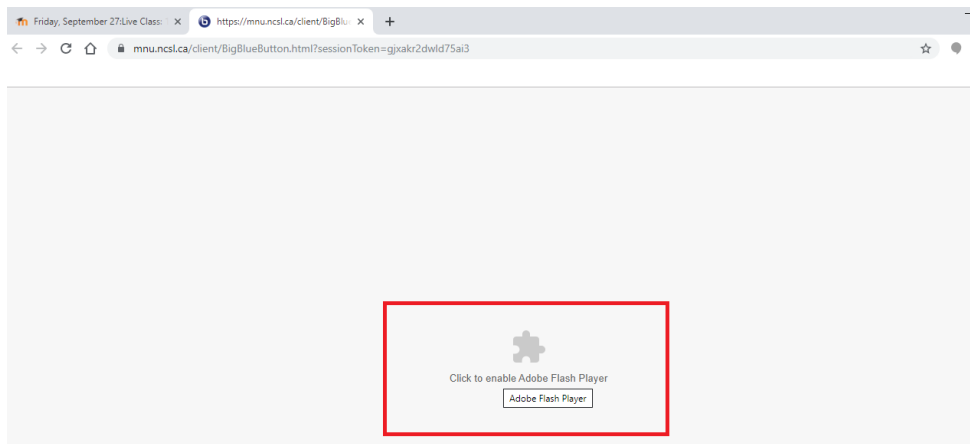 Friday, September 27:Live Class:
https://mnu.ncsl.ca/client/BigBlu
mnu.ncsl.ca/client/BigBlueButton.html?sessionToken=gjxakr2dwld75ai3
Click to enable Adobe Flash Player
Adobe Flash Player